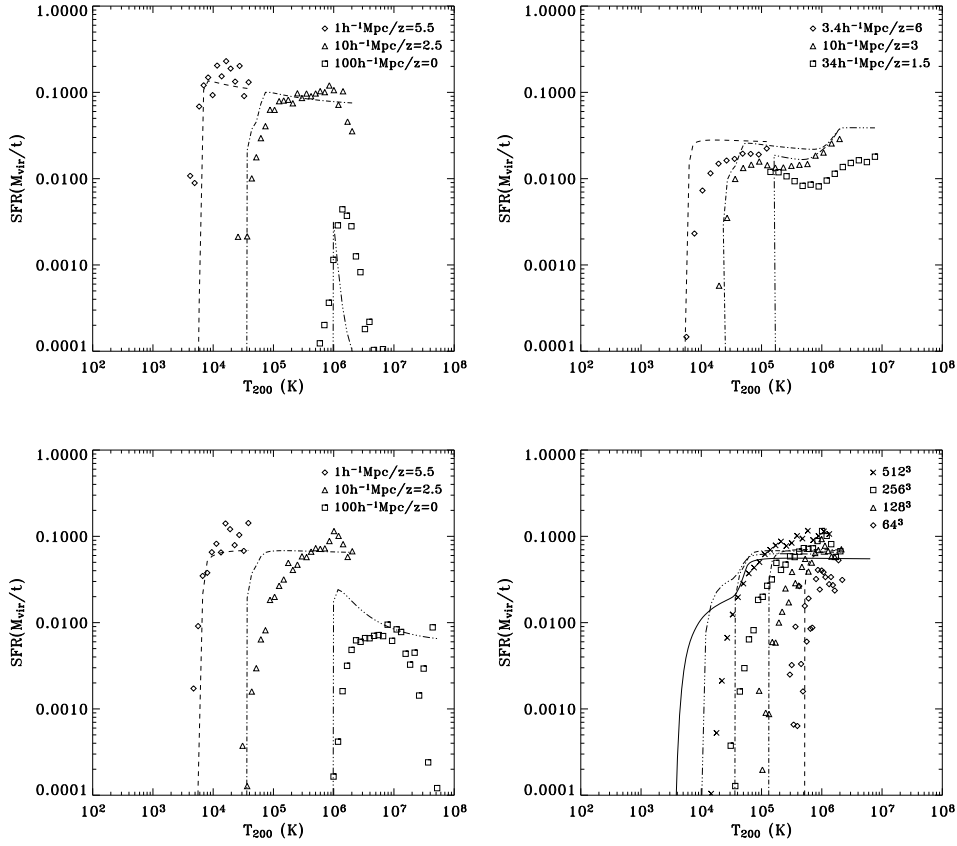 1.0000
0.1000
0.0100
0.0010
0.0001
SFR(M_vir/t)
◇ 1h⁻¹Mpc/z=5.5
△ 10h⁻¹Mpc/z=2.5
□ 100h⁻¹Mpc/z=0
10² 10³ 10⁴ 10⁵ 10⁶ 10⁷ 10⁸
T₂₀₀ (K)
1.0000
0.1000
0.0100
0.0010
0.0001
SFR(M_vir/t)
◇ 3.4h⁻¹Mpc/z=6
△ 10h⁻¹Mpc/z=3
□ 34h⁻¹Mpc/z=1.5
10² 10³ 10⁴ 10⁵ 10⁶ 10⁷ 10⁸
T₂₀₀ (K)
1.0000
0.1000
0.0100
0.0010
0.0001
SFR(M_vir/t)
◇ 1h⁻¹Mpc/z=5.5
△ 10h⁻¹Mpc/z=2.5
□ 100h⁻¹Mpc/z=0
10² 10³ 10⁴ 10⁵ 10⁶ 10⁷ 10⁸
T₂₀₀ (K)
1.0000
0.1000
0.0100
0.0010
0.0001
SFR(M_vir/t)
× 512³
□ 256³
△ 128³
◇ 64³
10² 10³ 10⁴ 10⁵ 10⁶ 10⁷ 10⁸
T₂₀₀ (K)